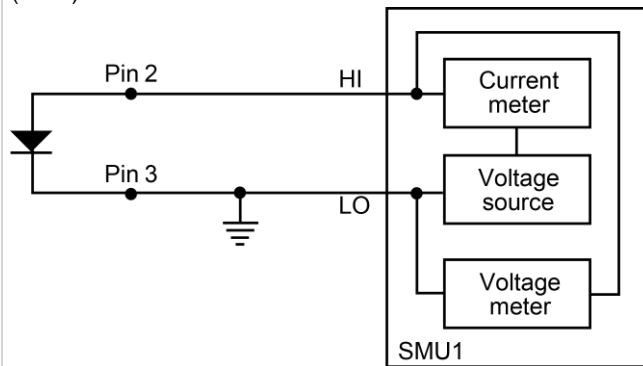 Pin 2
HI
Current
meter
Pin 3
LO
Voltage
source
Voltage
meter
SMU1